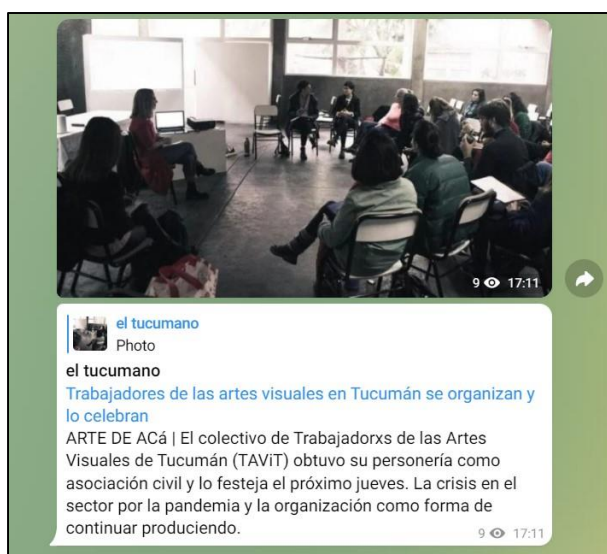 9 17:11
el tucumano
Photo
el tucumano
Trabajadores de las artes visuales en Tucumán se organizan y
lo celebran
ARTE DE ACá | El colectivo de Trabajadorxs de las Artes
Visuales de Tucumán (TAViT) obtuvo su personería como
asociación civil y lo festeja el próximo jueves. La crisis en el
sector por la pandemia y la organización como forma de
continuar produciendo.
9 17:11